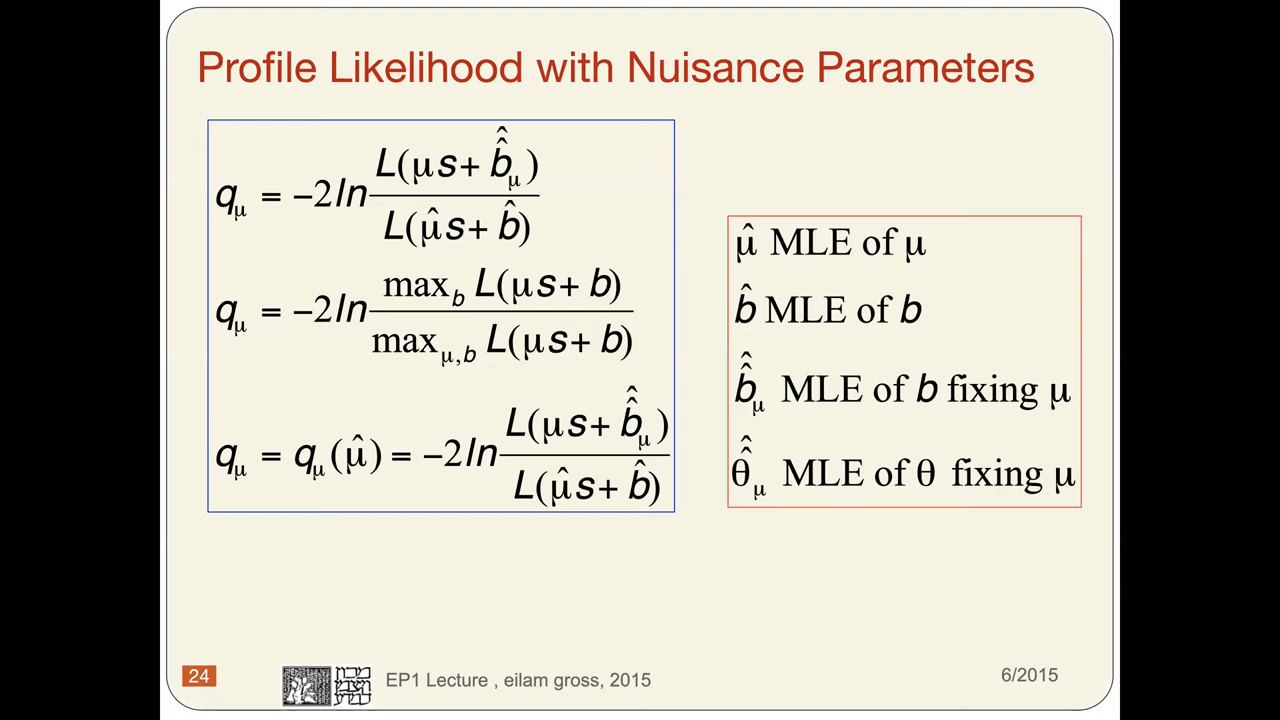 Profile Likelihood with Nuisance Parameters
q_μ = −2ln L(μs + b̂̂_μ) / L(μ̂s + b̂)
q_μ = −2ln max_b L(μs + b) / max_{μ,b} L(μs + b)
q_μ = q_μ(μ̂) = −2ln L(μs + b̂̂_μ) / L(μ̂s + b̂)
μ̂ MLE of μ
b̂ MLE of b
b̂̂_μ MLE of b fixing μ
θ̂̂_μ MLE of θ fixing μ
24
EP1 Lecture , eilam gross, 2015
6/2015